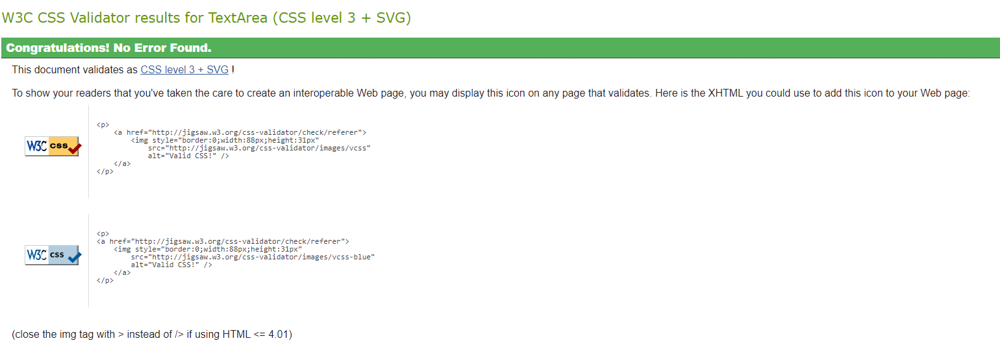 W3C CSS Validator results for TextArea (CSS level 3 + SVG)
Congratulations! No Error Found.
This document validates as CSS level 3 + SVG !
To show your readers that you've taken the care to create an interoperable Web page, you may display this icon on any page that validates. Here is the XHTML you could use to add this icon to your Web page:
W3C css
<p>
    <a href="http://jigsaw.w3.org/css-validator/check/referer">
        <img style="border:0;width:88px;height:31px"
            src="http://jigsaw.w3.org/css-validator/images/vcss"
            alt="Valid CSS!" />
    </a>
</p>
W3C css
<p>
<a href="http://jigsaw.w3.org/css-validator/check/referer">
    <img style="border:0;width:88px;height:31px"
        src="http://jigsaw.w3.org/css-validator/images/vcss-blue"
        alt="Valid CSS!" />
    </a>
</p>
(close the img tag with > instead of /> if using HTML <= 4.01)